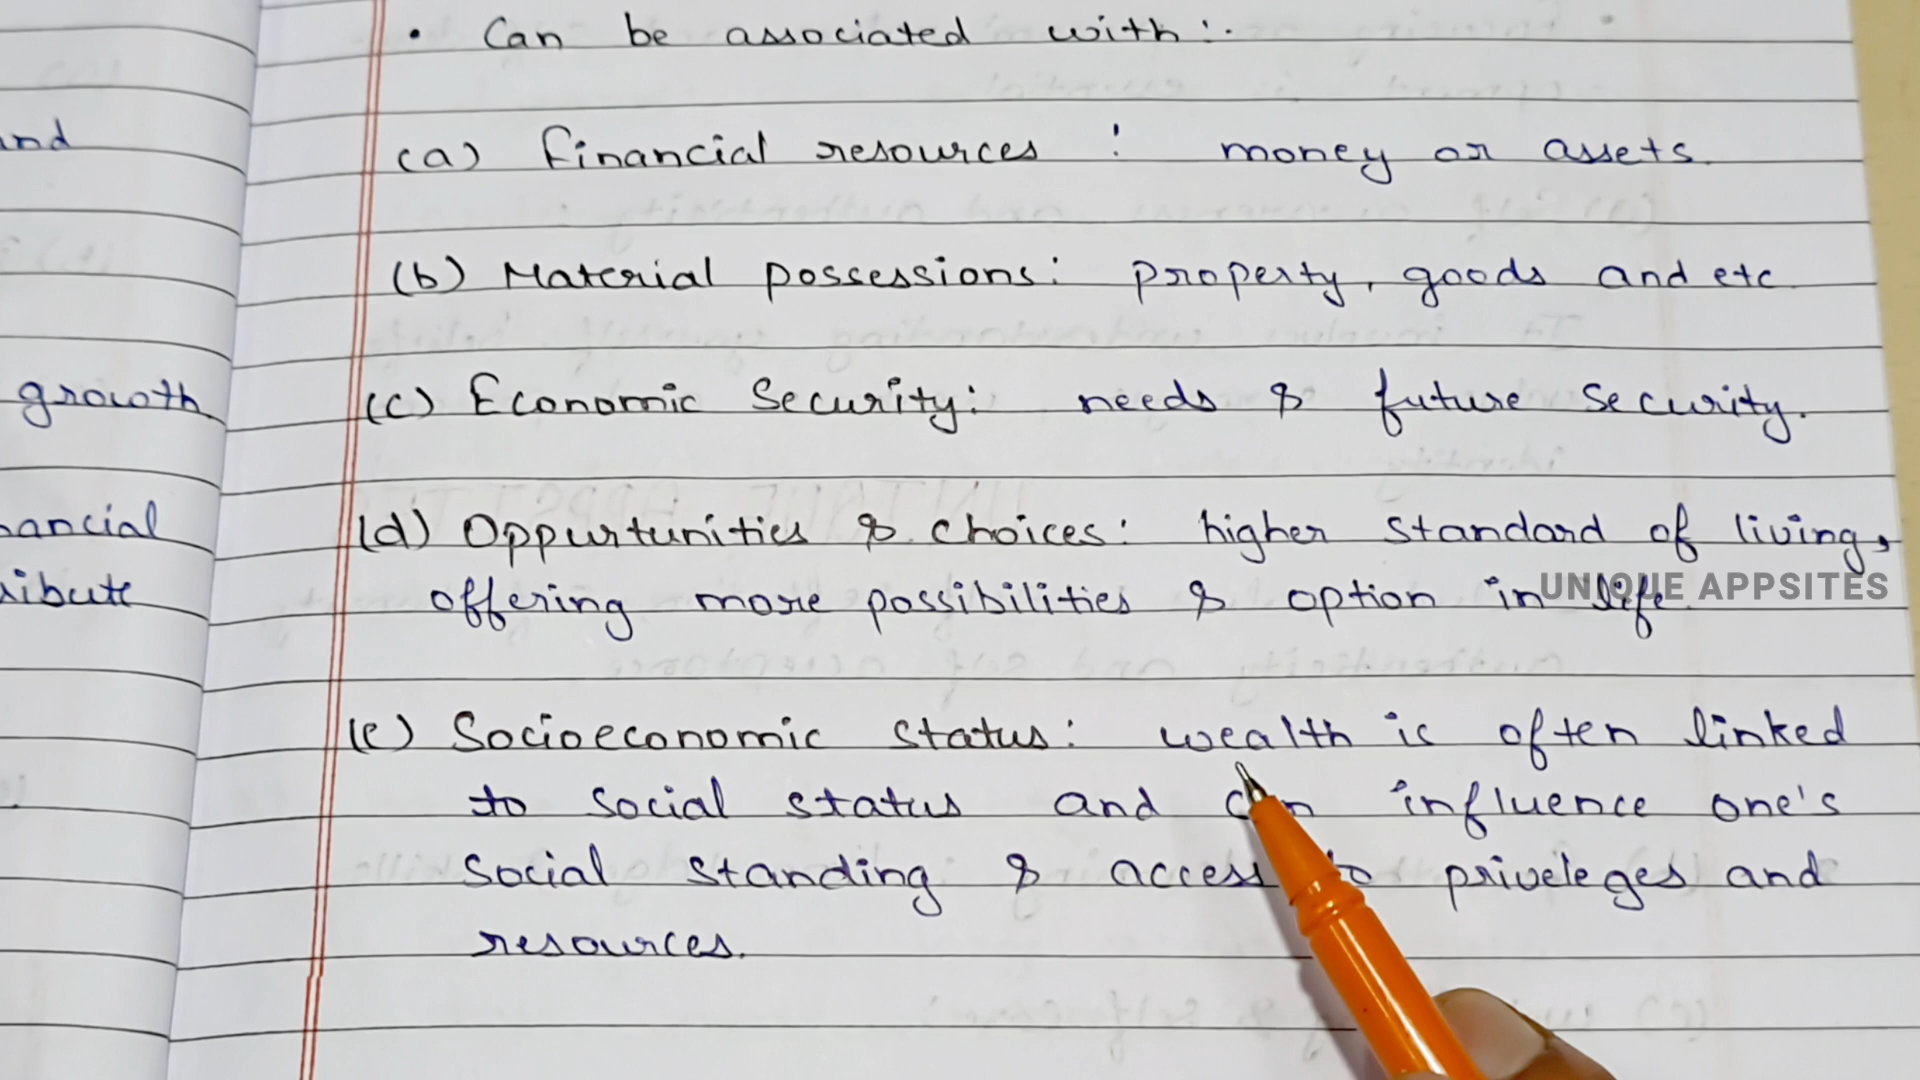 • Can be associated with:-
and
(a) Financial resources : money or assets.
(b) Material possessions: property, goods and etc
growth
(c) Economic Security: needs & future security.
(d) Oppurtunities & choices: higher standard of living,
offering more possibilities & option in life.
UNIQUE APPSITES
(e) Socioeconomic status: wealth is often linked
to social status and can influence one's
social standing & access to priveleges and
resources.